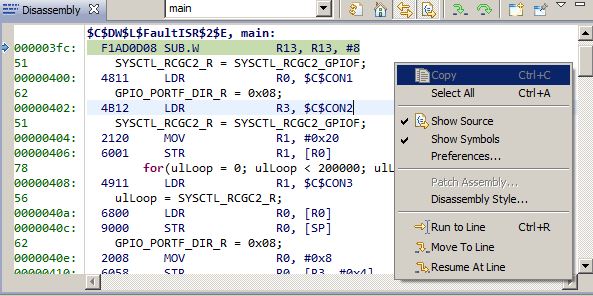 Disassembly
main
$C$DW$L$FaultISR$2$E, main:
000003fc: F1AD0D08 SUB.W R13, R13, #8
51 SYSCTL_RCGC2_R = SYSCTL_RCGC2_GPIOF;
00000400: 4811 LDR R0, $C$CON1
62 GPIO_PORTF_DIR_R = 0x08;
00000402: 4B12 LDR R3, $C$CON2
51 SYSCTL_RCGC2_R = SYSCTL_RCGC2_GPIOF;
00000404: 2120 MOV R1, #0x20
00000406: 6001 STR R1, [R0]
78 for(ulLoop = 0; ulLoop < 200000; ulL
00000408: 4911 LDR R1, $C$CON3
56 ulLoop = SYSCTL_RCGC2_R;
0000040a: 6800 LDR R0, [R0]
0000040c: 9000 STR R0, [SP]
62 GPIO_PORTF_DIR_R = 0x08;
0000040e: 2008 MOV R0, #0x8
00000410: 6058 STR R0, [R3, #0x4]
Copy Ctrl+C
Select All Ctrl+A
Show Source
Show Symbols
Preferences...
Patch Assembly...
Disassembly Style...
Run to Line Ctrl+R
Move To Line
Resume At Line